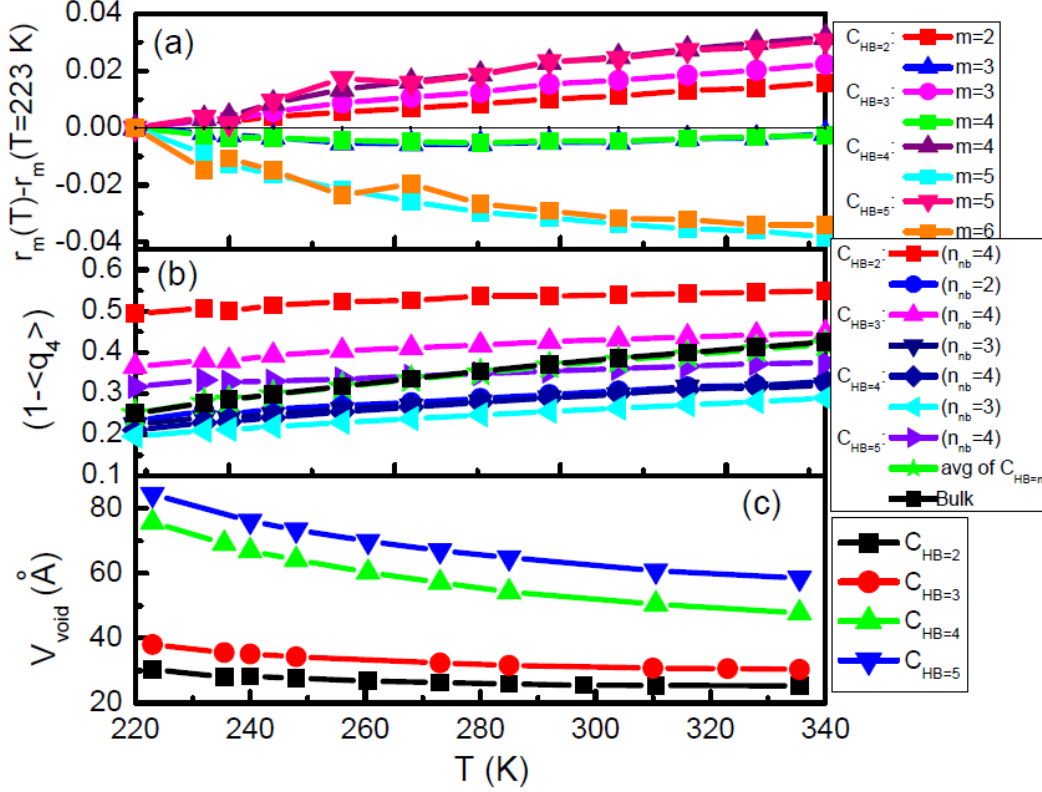 (a)
r_m(T)-r_m(T=223 K)
0.04
0.02
0.00
-0.02
-0.04
C_HB=2- m=2
m=3
C_HB=3- m=3
m=4
C_HB=4- m=4
m=5
C_HB=5- m=5
m=6
(b)
(1-<q_4>)
0.6
0.5
0.4
0.3
0.2
0.1
C_HB=2- (n_nb=4)
(n_nb=2)
C_HB=3- (n_nb=4)
(n_nb=3)
C_HB=4- (n_nb=4)
(n_nb=3)
C_HB=5- (n_nb=4)
avg of C_HB=n
Bulk
(c)
V_void (Å)
80
60
40
20
C_HB=2
C_HB=3
C_HB=4
C_HB=5
220 240 260 280 300 320 340
T (K)